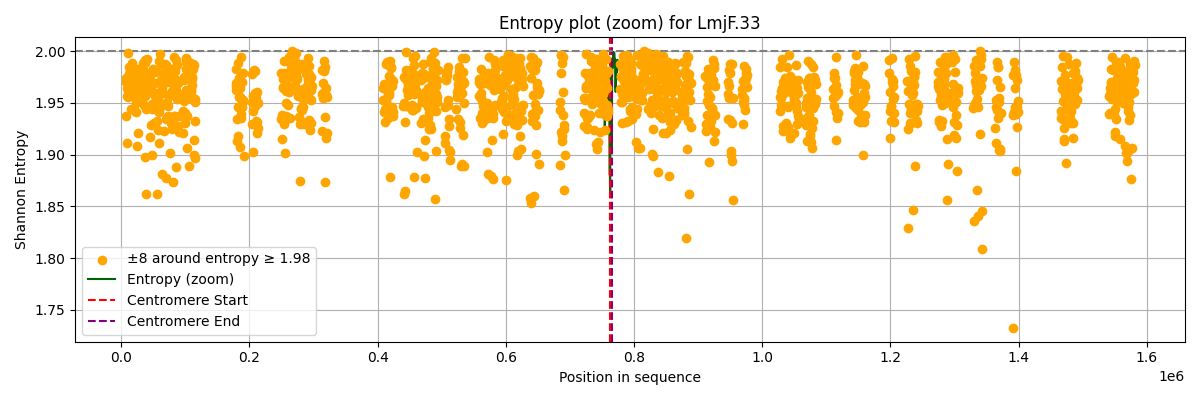 Entropy plot (zoom) for LmjF.33
Shannon Entropy
2.00
1.95
1.90
1.85
1.80
1.75
±8 around entropy ≥ 1.98
Entropy (zoom)
Centromere Start
Centromere End
0.0 0.2 0.4 0.6 0.8 1.0 1.2 1.4 1.6
1e6
Position in sequence